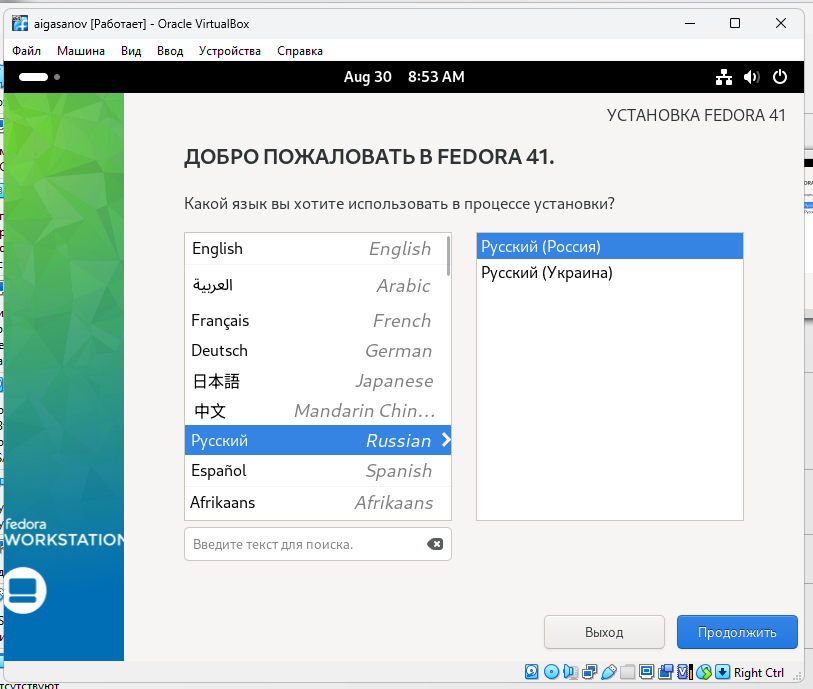 aigasanov [Работает] - Oracle VirtualBox
Файл Машина Вид Ввод Устройства Справка
Aug 30 8:53 AM
УСТАНОВКА FEDORA 41
ДОБРО ПОЖАЛОВАТЬ В FEDORA 41.
Какой язык вы хотите использовать в процессе установки?
English English
العربية Arabic
Français French
Deutsch German
日本語 Japanese
中文 Mandarin Chin...
Русский Russian
Español Spanish
Afrikaans Afrikaans
Русский (Россия)
Русский (Украина)
Введите текст для поиска.
fedora
WORKSTATION
Выход Продолжить
Right Ctrl